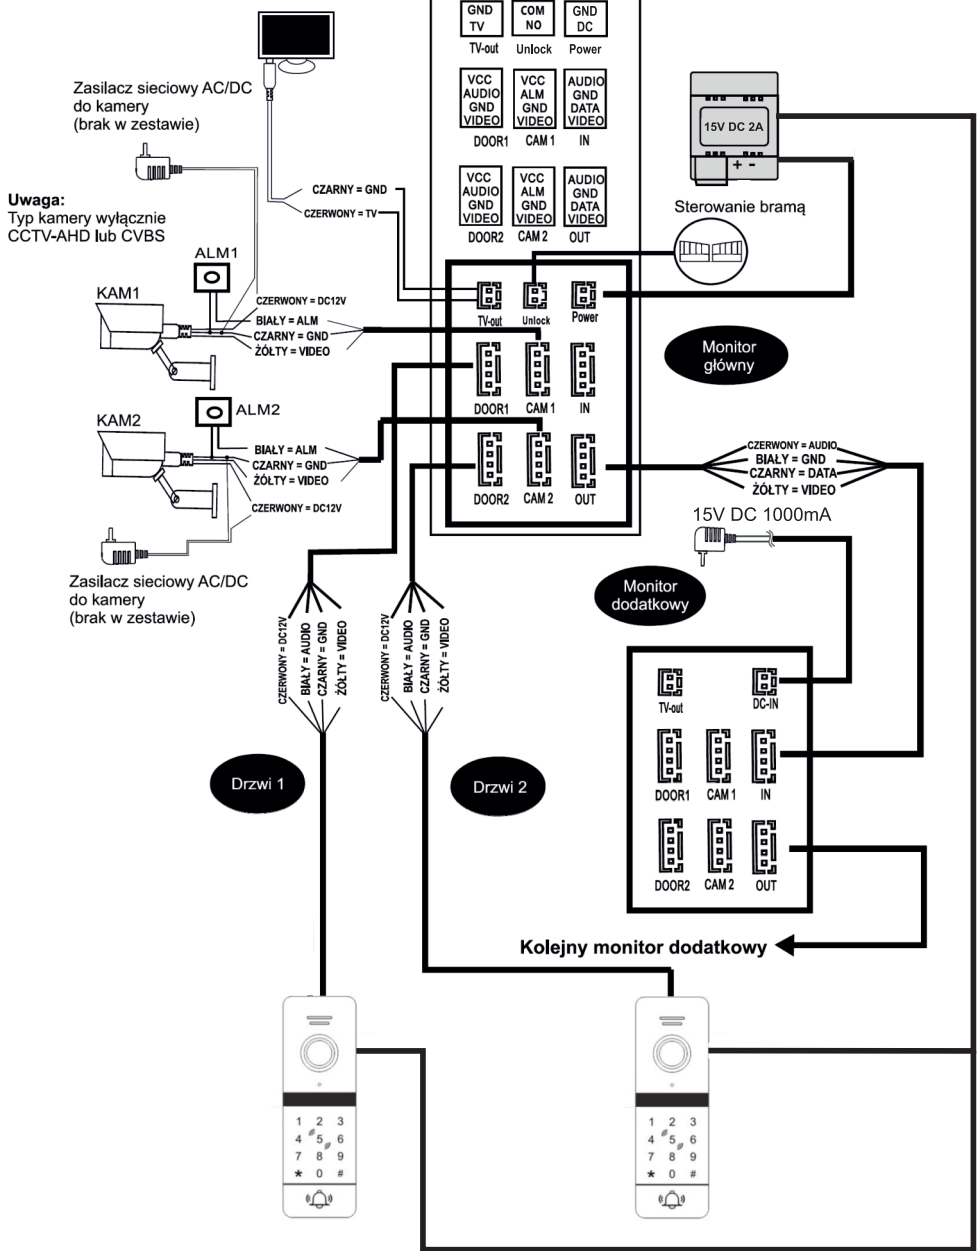 GND
TV
TV-out
COM
NO
Unlock
GND
DC
Power
VCC
AUDIO
GND
VIDEO
DOOR1
VCC
ALM
GND
VIDEO
CAM 1
AUDIO
GND
DATA
VIDEO
IN
VCC
AUDIO
GND
VIDEO
DOOR2
VCC
ALM
GND
VIDEO
CAM 2
AUDIO
GND
DATA
VIDEO
OUT
15V DC 2A
+ -
Sterowanie bramą
Zasilacz sieciowy AC/DC
do kamery
(brak w zestawie)
CZARNY = GND
CZERWONY = TV
Uwaga:
Typ kamery wyłącznie
CCTV-AHD lub CVBS
ALM1
KAM1
CZERWONY = DC12V
BIAŁY = ALM
CZARNY = GND
ŻÓŁTY = VIDEO
TV-out
Unlock
Power
DOOR1
CAM 1
IN
DOOR2
CAM 2
OUT
Monitor
główny
ALM2
KAM2
BIAŁY = ALM
CZARNY = GND
ŻÓŁTY = VIDEO
CZERWONY = DC12V
Zasilacz sieciowy AC/DC
do kamery
(brak w zestawie)
CZERWONY = AUDIO
BIAŁY = GND
CZARNY = DATA
ŻÓŁTY = VIDEO
15V DC 1000mA
Monitor
dodatkowy
CZERWONY = DC12V
BIAŁY = AUDIO
CZARNY = GND
ŻÓŁTY = VIDEO
CZERWONY = DC12V
BIAŁY = AUDIO
CZARNY = GND
ŻÓŁTY = VIDEO
TV-out
DC-IN
DOOR1
CAM 1
IN
DOOR2
CAM 2
OUT
Drzwi 1
Drzwi 2
Kolejny monitor dodatkowy
1 2 3
4 5 6
7 8 9
* 0 #
1 2 3
4 5 6
7 8 9
* 0 #